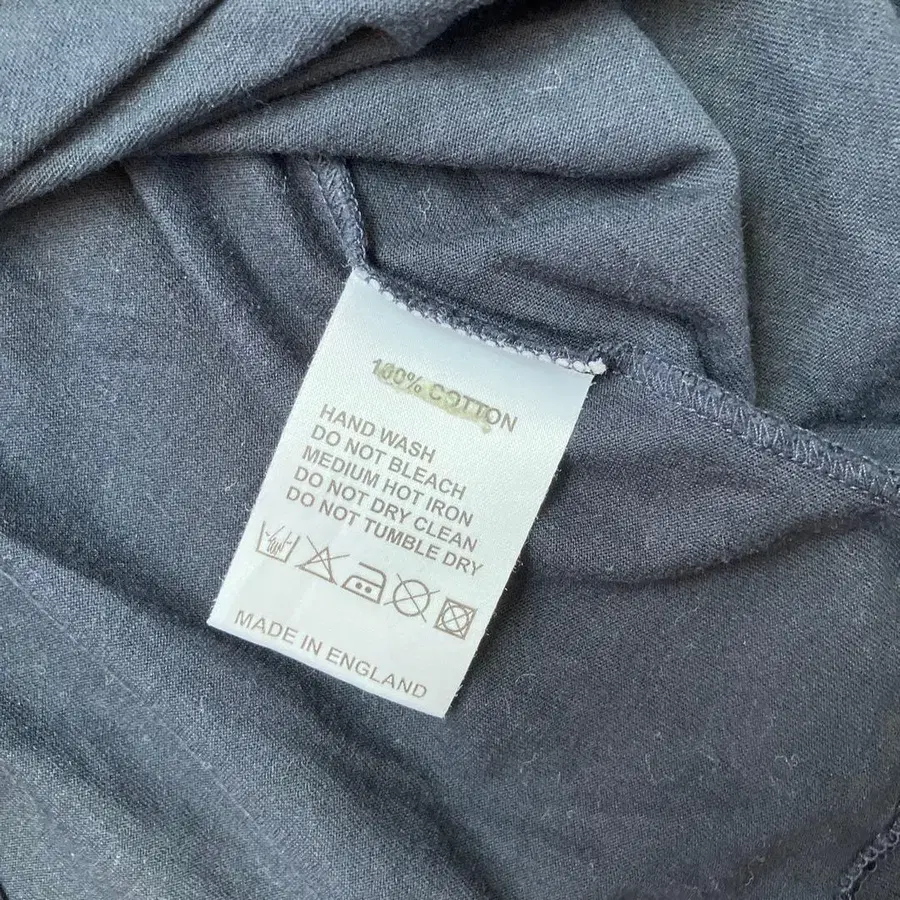 100% COTTON
HAND WASH
DO NOT BLEACH
MEDIUM HOT IRON
DO NOT DRY CLEAN
DO NOT TUMBLE DRY
MADE IN ENGLAND